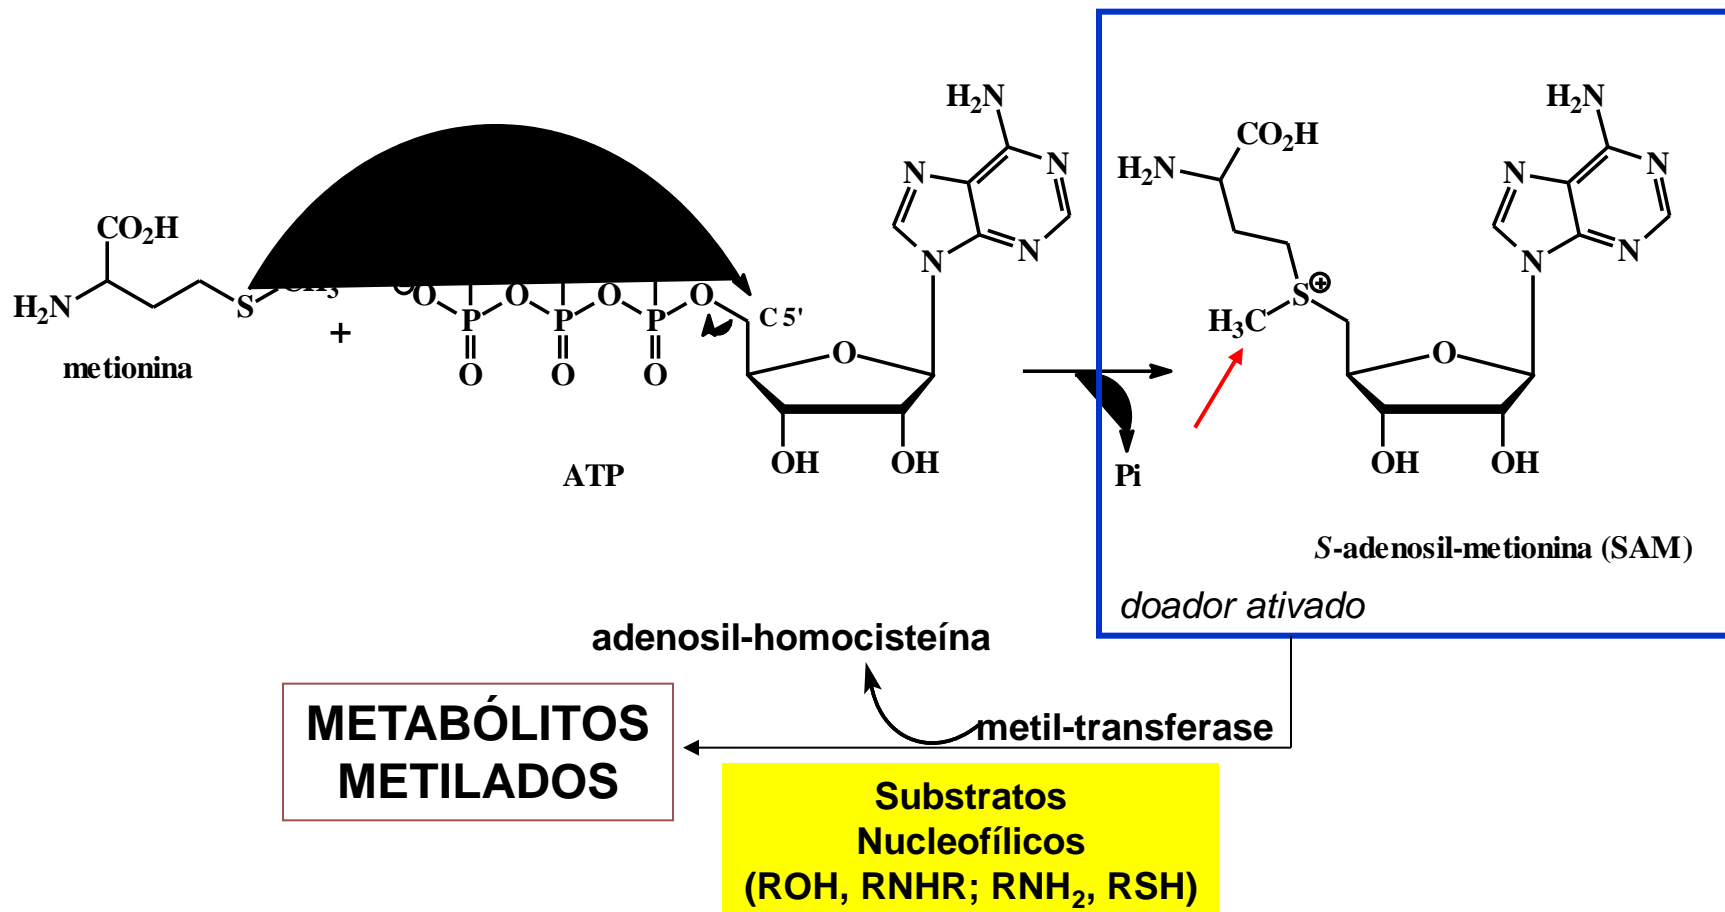 H₂N
CO₂H
S
CH₃
metionina
+
⊖O
O
O
O
P
P
P
O
O
O
C 5'
ATP
H₂N
N
N
N
N
O
OH
OH
Pi
H₂N
CO₂H
S⊕
H₃C
H₂N
N
N
N
N
O
OH
OH
S-adenosil-metionina (SAM)
doador ativado
adenosil-homocisteína
metil-transferase
METABÓLITOS
METILADOS
Substratos
Nucleofílicos
(ROH, RNHR; RNH₂, RSH)